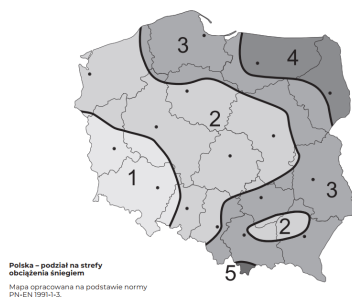 3
4
2
1
3
2
5
Polska – podział na strefy
obciążenia śniegiem
Mapa opracowana na podstawie normy
PN-EN 1991-1-3.